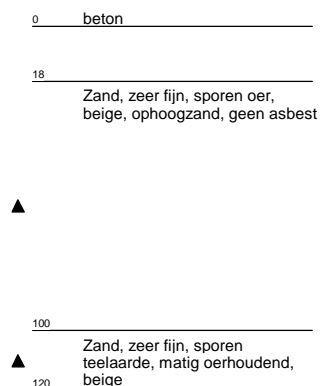 0 beton
18
Zand, zeer fijn, sporen oer,
beige, ophoogzand, geen asbest
100
Zand, zeer fijn, sporen
teelaarde, matig oerhoudend,
120 beige